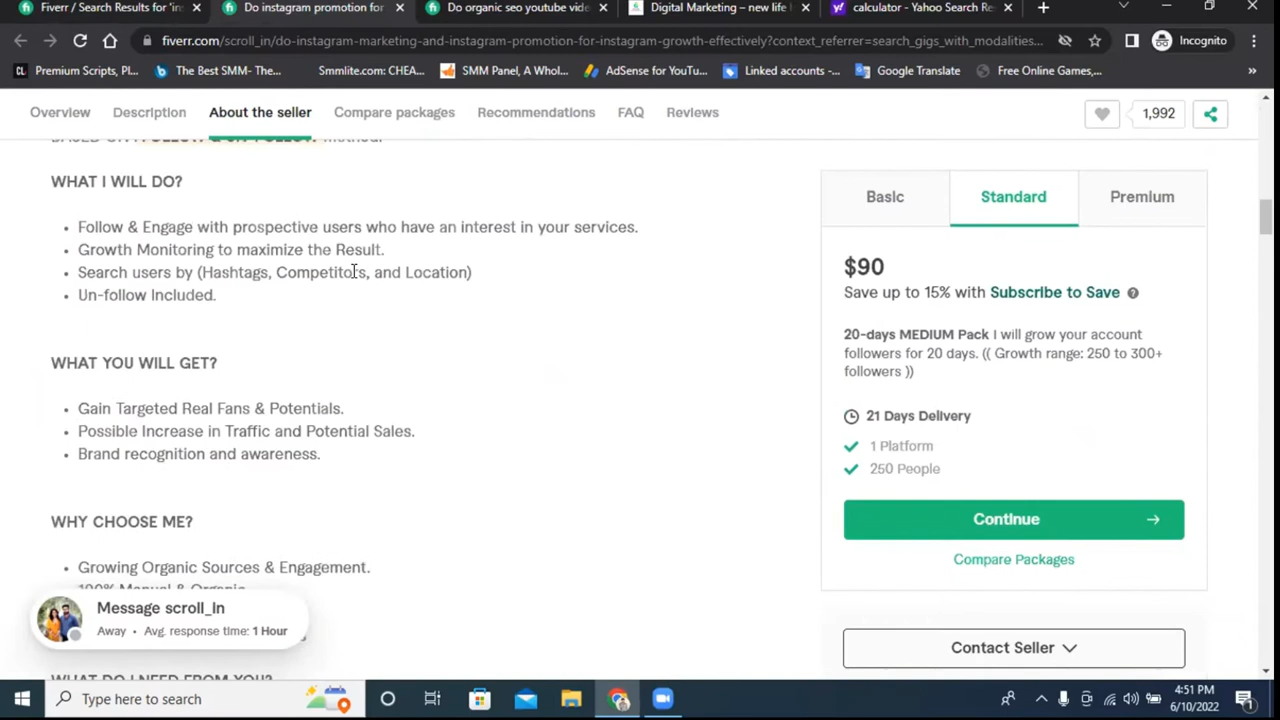 Fiverr / Search Results for 'in
Do instagram promotion for
Do organic seo youtube vide
Digital Marketing – new life
calculator - Yahoo Search Re
fiverr.com/scroll_in/do-instagram-marketing-and-instagram-promotion-for-instagram-growth-effectively?context_referrer=search_gigs_with_modalities...
Incognito
Premium Scripts, Pl...
The Best SMM- The...
Smmlite.com: CHEA...
SMM Panel, A Whol...
AdSense for YouTu...
Linked accounts -...
Google Translate
Free Online Games,...
Overview
Description
About the seller
Compare packages
Recommendations
FAQ
Reviews
1,992
WHAT I WILL DO?
Follow & Engage with prospective users who have an interest in your services.
Growth Monitoring to maximize the Result.
Search users by (Hashtags, Competitors, and Location)
Un-follow Included.
WHAT YOU WILL GET?
Gain Targeted Real Fans & Potentials.
Possible Increase in Traffic and Potential Sales.
Brand recognition and awareness.
WHY CHOOSE ME?
Growing Organic Sources & Engagement.
100% Manual & Organic
Message scroll_in
Away • Avg. response time: 1 Hour
WHAT DO I NEED FROM YOU?
Basic
Standard
Premium
$90
Save up to 15% with Subscribe to Save
20-days MEDIUM Pack I will grow your account
followers for 20 days. (( Growth range: 250 to 300+
followers ))
21 Days Delivery
1 Platform
250 People
Continue
Compare Packages
Contact Seller
Type here to search
4:51 PM
6/10/2022